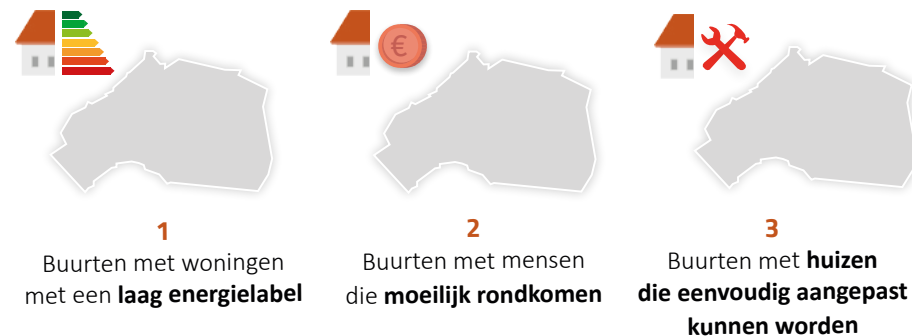 €
1
Buurten met woningen
met een laag energielabel
2
Buurten met mensen
die moeilijk rondkomen
3
Buurten met huizen
die eenvoudig aangepast
kunnen worden